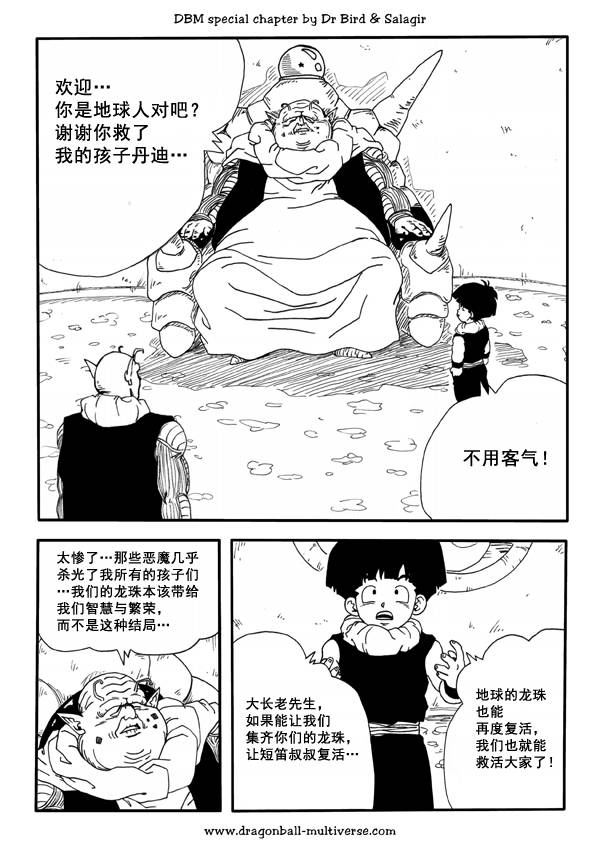 DBM special chapter by Dr Bird & Salagir
欢迎…
你是地球人对吧？
谢谢你救了
我的孩子丹迪…
不用客气！
太惨了…那些恶魔几乎
杀光了我所有的孩子们
…我们的龙珠本该带给
我们智慧与繁荣，
而不是这种结局…
大长老先生，
如果能让我们
集齐你们的龙珠，
让短笛叔叔复活…
地球的龙珠
也能
再度复活，
我们也就能
救活大家了！
www.dragonball-multiverse.com